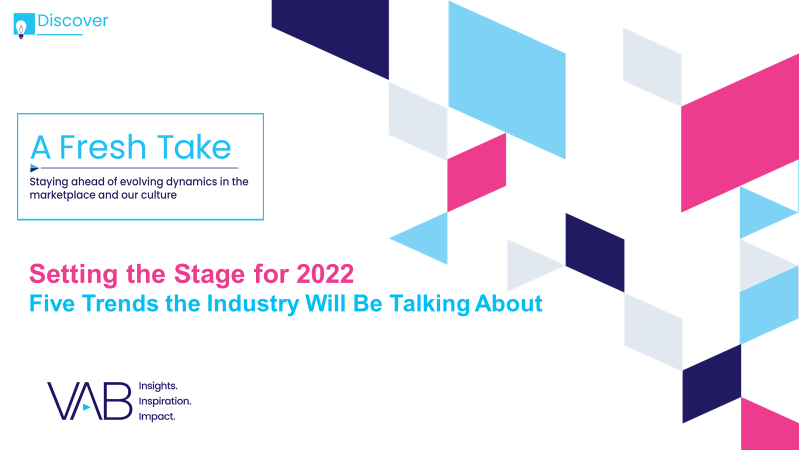 Discover
A Fresh Take
Staying ahead of evolving dynamics in the
marketplace and our culture
Setting the Stage for 2022
Five Trends the Industry Will Be Talking About
VAB
Insights.
Inspiration.
Impact.